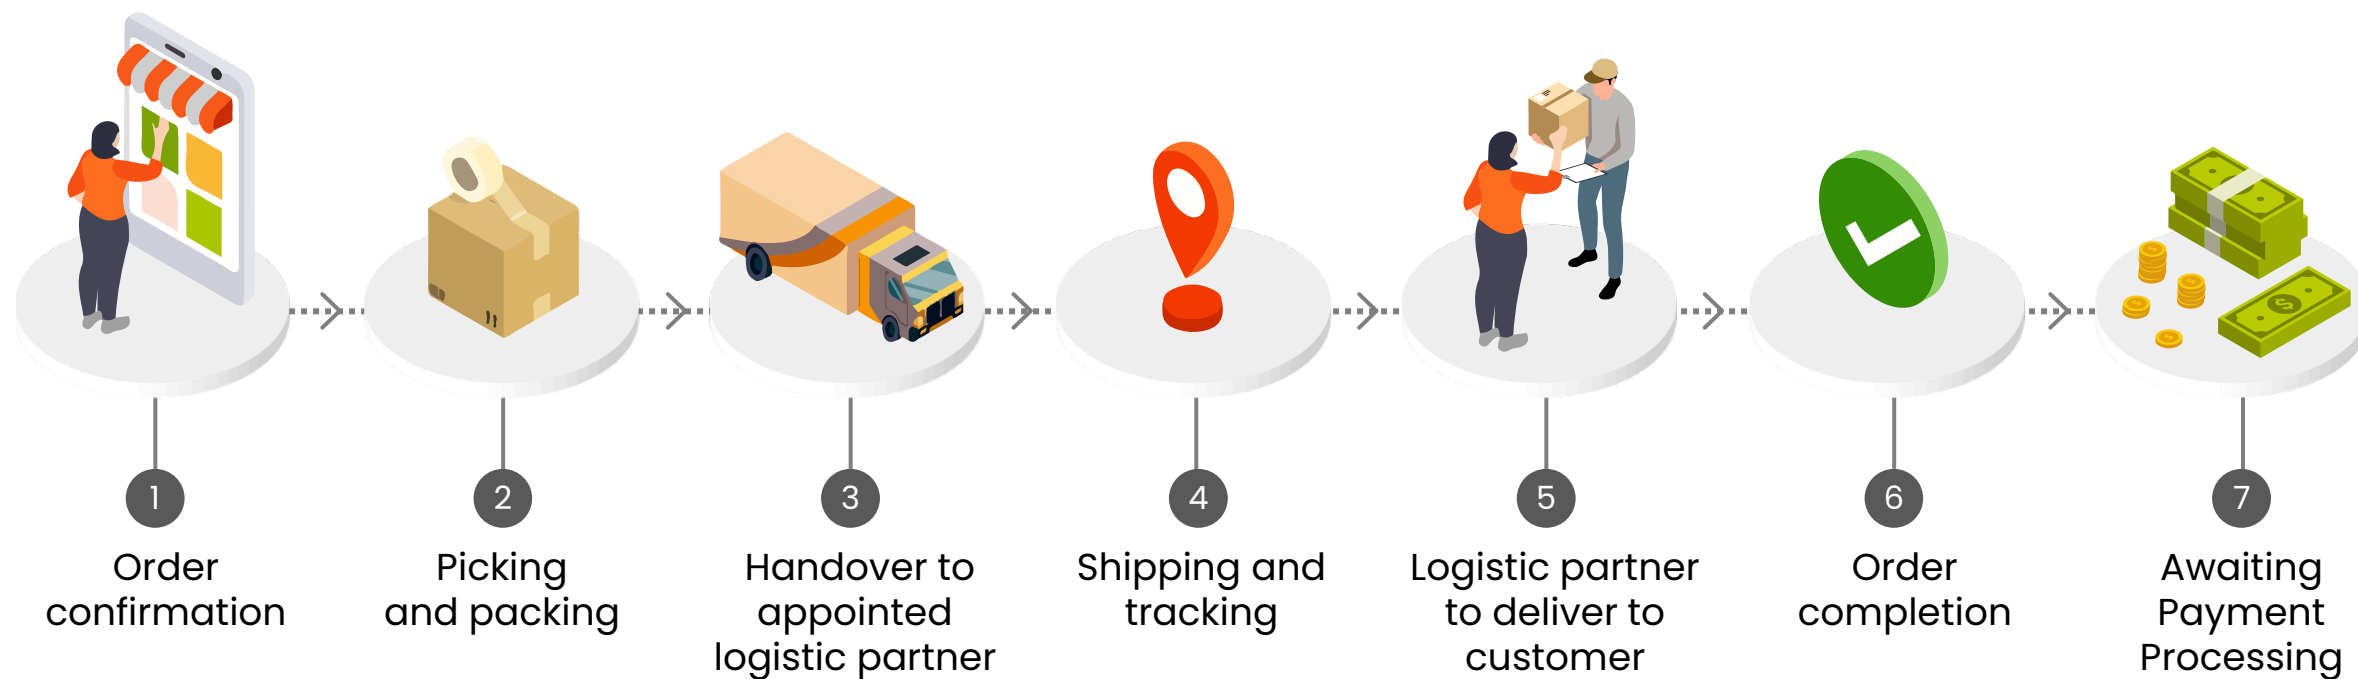 1
Order
confirmation
2
Picking
and packing
3
Handover to
appointed
logistic partner
4
Shipping and
tracking
5
Logistic partner
to deliver to
customer
6
Order
completion
7
Awaiting
Payment
Processing